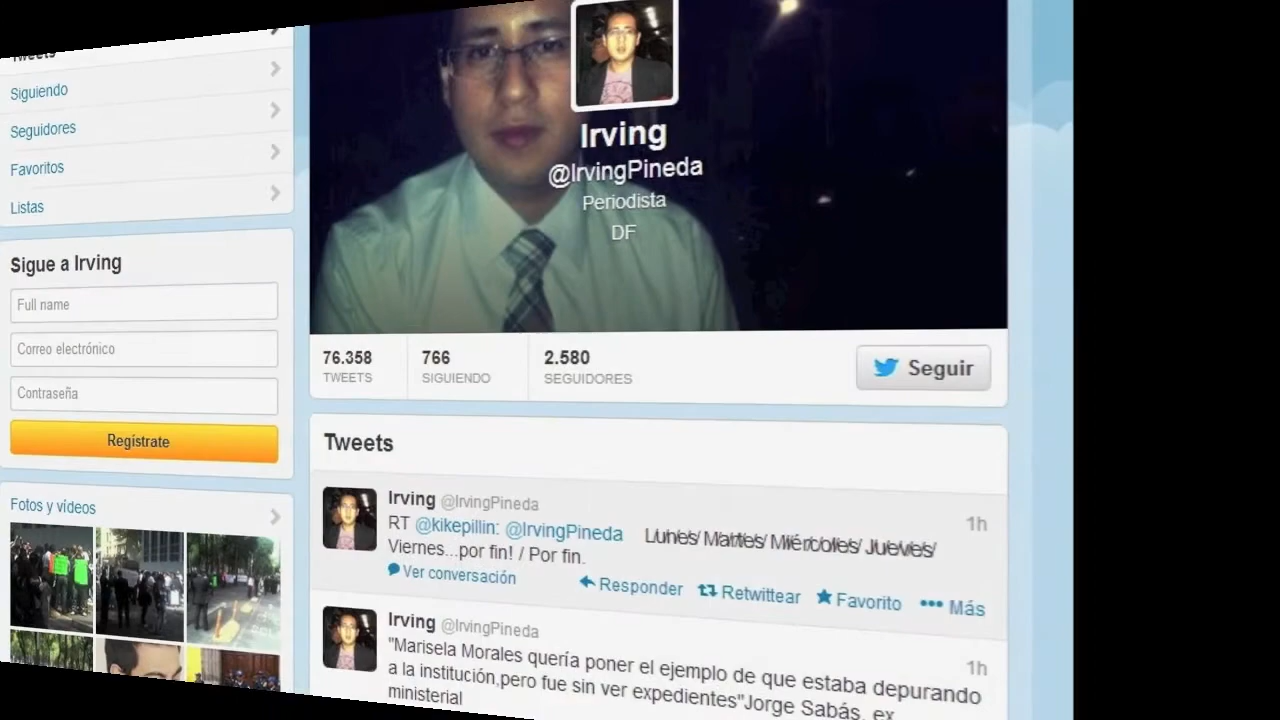 Tweets
Siguiendo
Seguidores
Favoritos
Listas
Sigue a Irving
Full name
Correo electrónico
Contraseña
Regístrate
Fotos y vídeos
Irving
@IrvingPineda
Periodista
DF
76.358
TWEETS
766
SIGUIENDO
2.580
SEGUIDORES
Seguir
Tweets
Irving @IrvingPineda 1h
RT @kikepillin: @IrvingPineda Lunes/ Martes/ Miércoles/ Jueves/
Viernes...por fin! / Por fin.
Ver conversación Responder Retwittear Favorito Más
Irving @IrvingPineda 1h
"Marisela Morales quería poner el ejemplo de que estaba depurando
a la institución,pero fue sin ver expedientes"Jorge Sabás, ex
ministerial